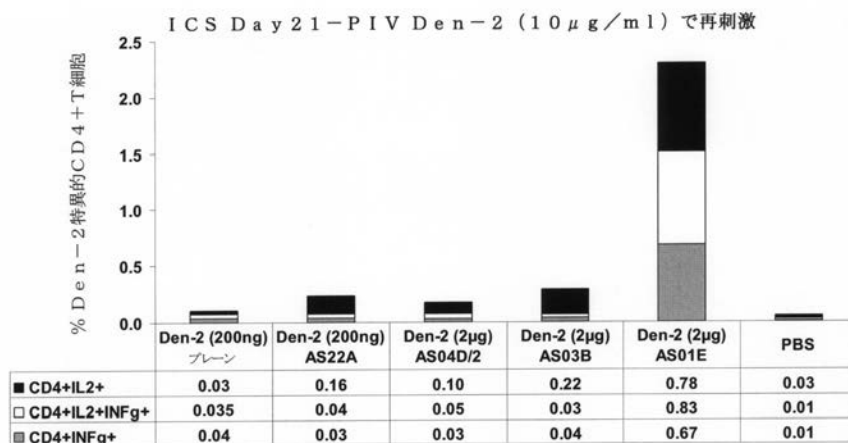 ICS Day21-PIV Den-2 (10μg/ml)で再刺激
%Den-2特異的CD4+T細胞
2.5
2.0
1.5
1.0
0.5
0.0
Den-2 (200ng) Den-2 (200ng) Den-2 (2μg) Den-2 (2μg) Den-2 (2μg) PBS
プレーン AS22A AS04D/2 AS03B AS01E
CD4+IL2+ 0.03 0.16 0.10 0.22 0.78 0.03
CD4+IL2+INFg+ 0.035 0.04 0.05 0.03 0.83 0.01
CD4+INFg+ 0.04 0.03 0.03 0.04 0.67 0.01